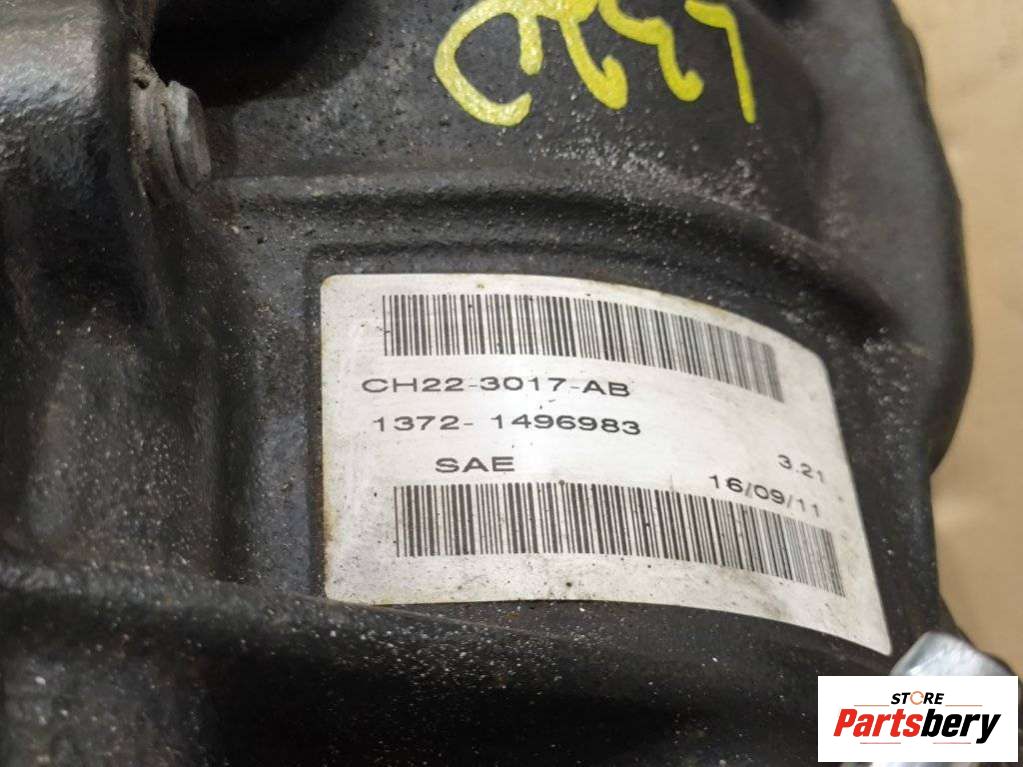 CH22-3017-AB
1372- 1496983
SAE
3.21
16/09/11
STORE
Partsbery